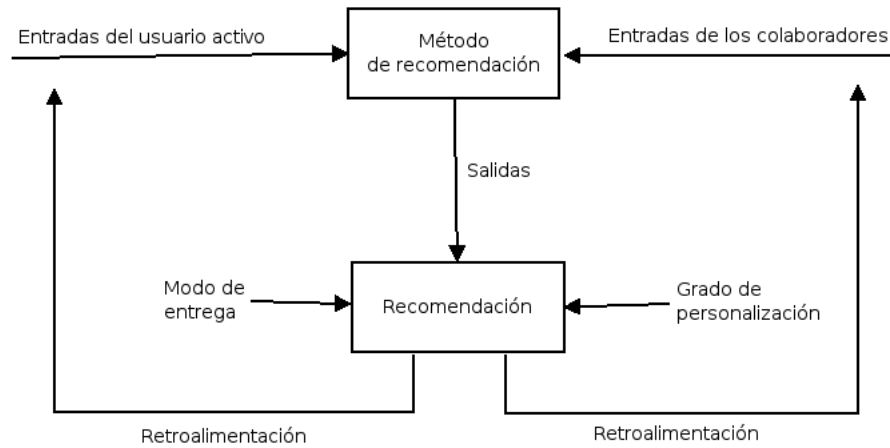 Entradas del usuario activo
Método
de recomendación
Entradas de los colaboradores
Salidas
Modo de
entrega
Recomendación
Grado de
personalización
Retroalimentación
Retroalimentación